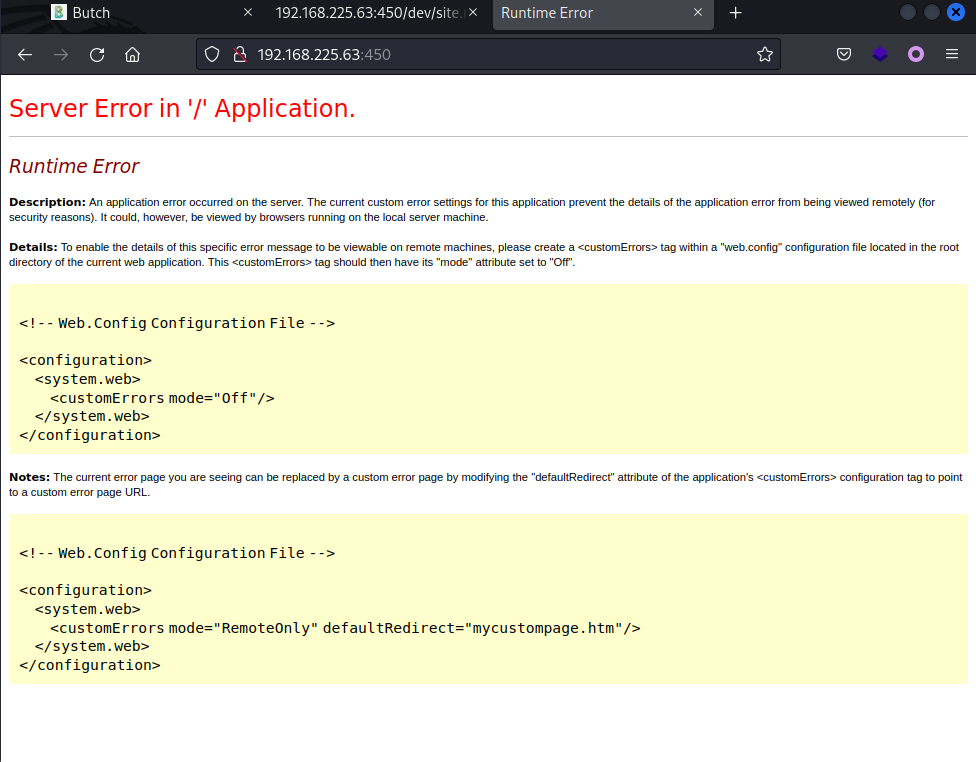 Butch
192.168.225.63:450/dev/site.
Runtime Error
192.168.225.63:450
Server Error in '/' Application.
Runtime Error
Description: An application error occurred on the server. The current custom error settings for this application prevent the details of the application error from being viewed remotely (for
security reasons). It could, however, be viewed by browsers running on the local server machine.
Details: To enable the details of this specific error message to be viewable on remote machines, please create a <customErrors> tag within a "web.config" configuration file located in the root
directory of the current web application. This <customErrors> tag should then have its "mode" attribute set to "Off".
<!-- Web.Config Configuration File -->
<configuration>
<system.web>
<customErrors mode="Off"/>
</system.web>
</configuration>
Notes: The current error page you are seeing can be replaced by a custom error page by modifying the "defaultRedirect" attribute of the application's <customErrors> configuration tag to point
to a custom error page URL.
<!-- Web.Config Configuration File -->
<configuration>
<system.web>
<customErrors mode="RemoteOnly" defaultRedirect="mycustompage.htm"/>
</system.web>
</configuration>